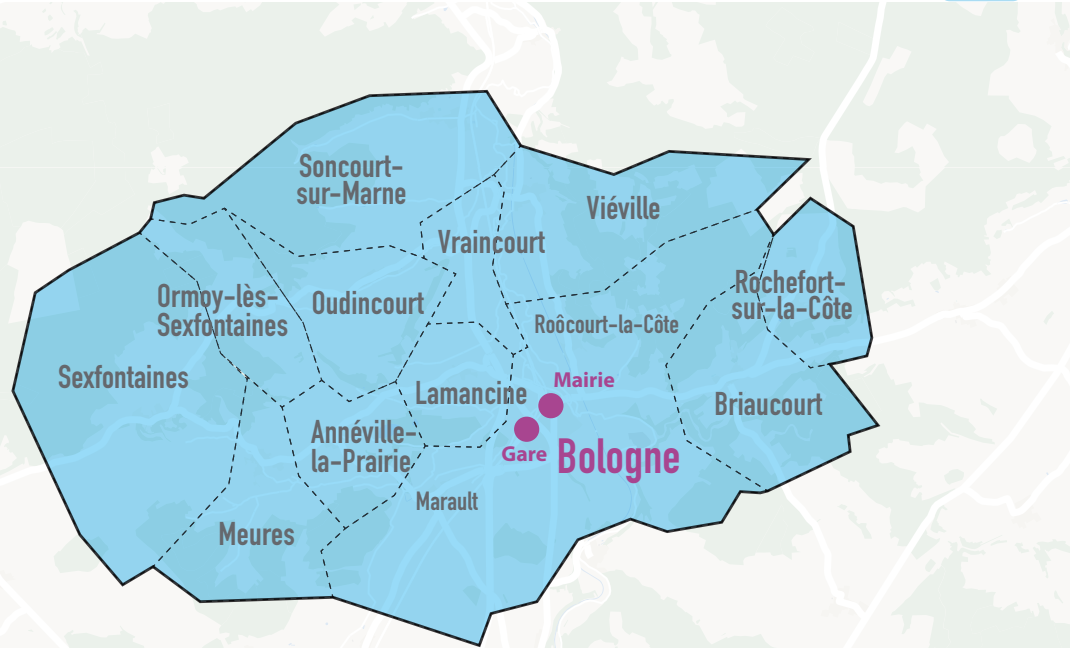 Soncourt-
sur-Marne
Viéville
Vraincourt
Ormoy-lès-
Sexfontaines
Oudincourt
Rochefort-
sur-la-Côte
Roôcourt-la-Côte
Sexfontaines
Lamancine
Mairie
Briaucourt
Annéville-
la-Prairie
Gare
Bologne
Marault
Meures